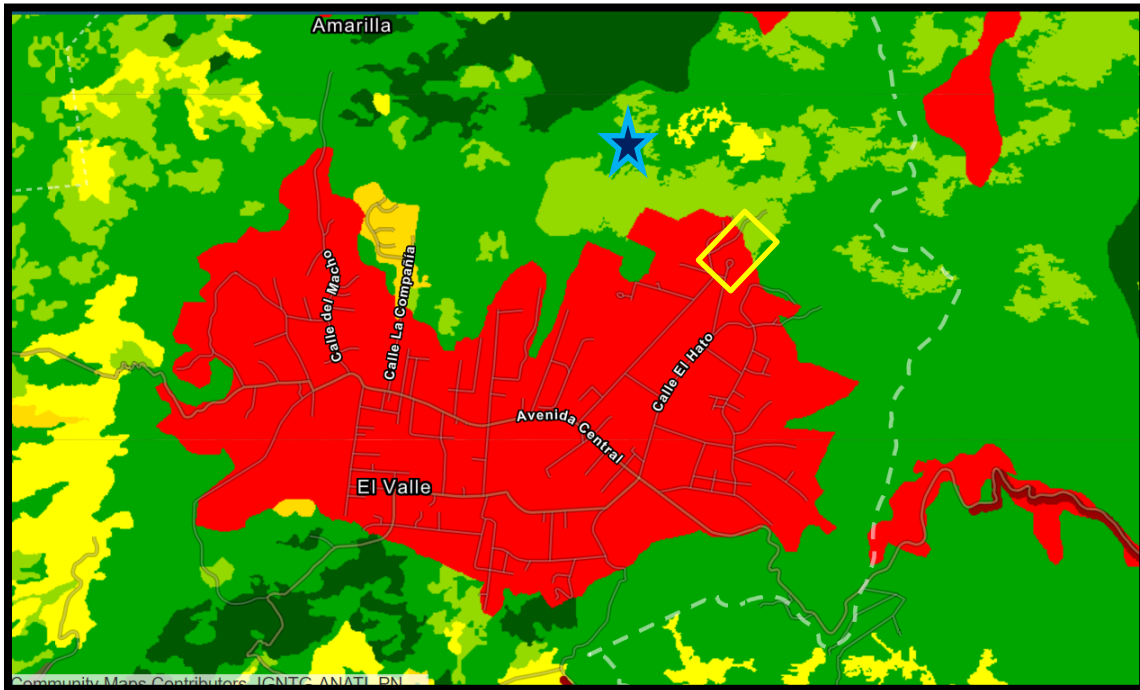 Amarilla
Calle del Macho
Calle La Compañía
Calle El Hato
Avenida Central
El Valle
Community Maps Contributors, IGNTG-ANATI, PN